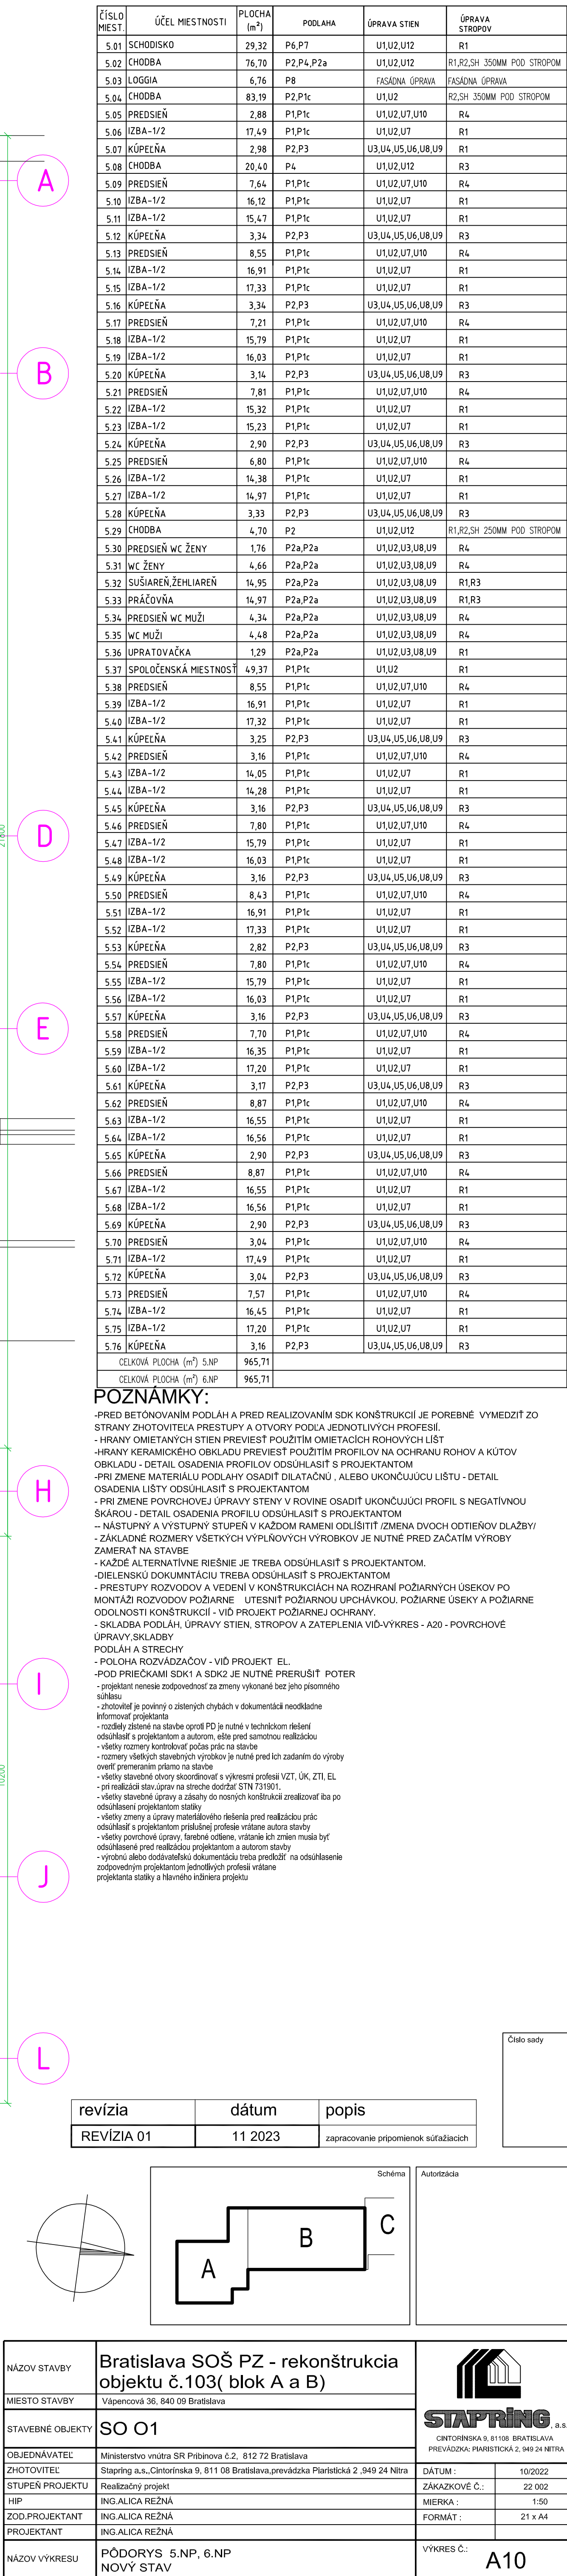 ČÍSLO MIEST. ÚČEL MIESTNOSTI PLOCHA (m²) PODLAHA ÚPRAVA STIEN ÚPRAVA STROPOV
5.01 SCHODISKO 29,32 P6,P7 U1,U2,U12 R1
5.02 CHODBA 76,70 P2,P4,P2a U1,U2,U12 R1,R2,SH 350MM POD STROPOM
5.03 LOGGIA 6,76 P8 FASÁDNA ÚPRAVA FASÁDNA ÚPRAVA
5.04 CHODBA 83,19 P2,P1c U1,U2 R2,SH 350MM POD STROPOM
5.05 PREDSIEŇ 2,88 P1,P1c U1,U2,U7,U10 R4
5.06 IZBA-1/2 17,49 P1,P1c U1,U2,U7 R1
5.07 KÚPEĽŇA 2,98 P2,P3 U3,U4,U5,U6,U8,U9 R1
5.08 CHODBA 20,40 P4 U1,U2,U12 R3
5.09 PREDSIEŇ 7,64 P1,P1c U1,U2,U7,U10 R4
5.10 IZBA-1/2 16,12 P1,P1c U1,U2,U7 R1
5.11 IZBA-1/2 15,47 P1,P1c U1,U2,U7 R1
5.12 KÚPEĽŇA 3,34 P2,P3 U3,U4,U5,U6,U8,U9 R3
5.13 PREDSIEŇ 8,55 P1,P1c U1,U2,U7,U10 R4
5.14 IZBA-1/2 16,91 P1,P1c U1,U2,U7 R1
5.15 IZBA-1/2 17,33 P1,P1c U1,U2,U7 R1
5.16 KÚPEĽŇA 3,34 P2,P3 U3,U4,U5,U6,U8,U9 R3
5.17 PREDSIEŇ 7,21 P1,P1c U1,U2,U7,U10 R4
5.18 IZBA-1/2 15,79 P1,P1c U1,U2,U7 R1
5.19 IZBA-1/2 16,03 P1,P1c U1,U2,U7 R1
5.20 KÚPEĽŇA 3,14 P2,P3 U3,U4,U5,U6,U8,U9 R3
5.21 PREDSIEŇ 7,81 P1,P1c U1,U2,U7,U10 R4
5.22 IZBA-1/2 15,32 P1,P1c U1,U2,U7 R1
5.23 IZBA-1/2 15,23 P1,P1c U1,U2,U7 R1
5.24 KÚPEĽŇA 2,90 P2,P3 U3,U4,U5,U6,U8,U9 R3
5.25 PREDSIEŇ 6,80 P1,P1c U1,U2,U7,U10 R4
5.26 IZBA-1/2 14,38 P1,P1c U1,U2,U7 R1
5.27 IZBA-1/2 14,97 P1,P1c U1,U2,U7 R1
5.28 KÚPEĽŇA 3,33 P2,P3 U3,U4,U5,U6,U8,U9 R3
5.29 CHODBA 4,70 P2 U1,U2,U12 R1,R2,SH 250MM POD STROPOM
5.30 PREDSIEŇ WC ŽENY 1,76 P2a,P2a U1,U2,U3,U8,U9 R4
5.31 WC ŽENY 4,66 P2a,P2a U1,U2,U3,U8,U9 R4
5.32 SUŠIAREŇ,ŽEHLIAREŇ 14,95 P2a,P2a U1,U2,U3,U8,U9 R1,R3
5.33 PRÁČOVŇA 14,97 P2a,P2a U1,U2,U3,U8,U9 R1,R3
5.34 PREDSIEŇ WC MUŽI 4,34 P2a,P2a U1,U2,U3,U8,U9 R4
5.35 WC MUŽI 4,48 P2a,P2a U1,U2,U3,U8,U9 R4
5.36 UPRATOVAČKA 1,29 P2a,P2a U1,U2,U3,U8,U9 R1
5.37 SPOLOČENSKÁ MIESTNOSŤ 49,37 P1,P1c U1,U2 R1
5.38 PREDSIEŇ 8,55 P1,P1c U1,U2,U7,U10 R4
5.39 IZBA-1/2 16,91 P1,P1c U1,U2,U7 R1
5.40 IZBA-1/2 17,32 P1,P1c U1,U2,U7 R1
5.41 KÚPEĽŇA 3,25 P2,P3 U3,U4,U5,U6,U8,U9 R3
5.42 PREDSIEŇ 3,16 P1,P1c U1,U2,U7,U10 R4
5.43 IZBA-1/2 14,05 P1,P1c U1,U2,U7 R1
5.44 IZBA-1/2 14,28 P1,P1c U1,U2,U7 R1
5.45 KÚPEĽŇA 3,16 P2,P3 U3,U4,U5,U6,U8,U9 R3
5.46 PREDSIEŇ 7,80 P1,P1c U1,U2,U7,U10 R4
5.47 IZBA-1/2 15,79 P1,P1c U1,U2,U7 R1
5.48 IZBA-1/2 16,03 P1,P1c U1,U2,U7 R1
5.49 KÚPEĽŇA 3,16 P2,P3 U3,U4,U5,U6,U8,U9 R3
5.50 PREDSIEŇ 8,43 P1,P1c U1,U2,U7,U10 R4
5.51 IZBA-1/2 16,91 P1,P1c U1,U2,U7 R1
5.52 IZBA-1/2 17,33 P1,P1c U1,U2,U7 R1
5.53 KÚPEĽŇA 2,82 P2,P3 U3,U4,U5,U6,U8,U9 R3
5.54 PREDSIEŇ 7,80 P1,P1c U1,U2,U7,U10 R4
5.55 IZBA-1/2 15,79 P1,P1c U1,U2,U7 R1
5.56 IZBA-1/2 16,03 P1,P1c U1,U2,U7 R1
5.57 KÚPEĽŇA 3,16 P2,P3 U3,U4,U5,U6,U8,U9 R3
5.58 PREDSIEŇ 7,70 P1,P1c U1,U2,U7,U10 R4
5.59 IZBA-1/2 16,35 P1,P1c U1,U2,U7 R1
5.60 IZBA-1/2 17,20 P1,P1c U1,U2,U7 R1
5.61 KÚPEĽŇA 3,17 P2,P3 U3,U4,U5,U6,U8,U9 R3
5.62 PREDSIEŇ 8,87 P1,P1c U1,U2,U7,U10 R4
5.63 IZBA-1/2 16,55 P1,P1c U1,U2,U7 R1
5.64 IZBA-1/2 16,56 P1,P1c U1,U2,U7 R1
5.65 KÚPEĽŇA 2,90 P2,P3 U3,U4,U5,U6,U8,U9 R3
5.66 PREDSIEŇ 8,87 P1,P1c U1,U2,U7,U10 R4
5.67 IZBA-1/2 16,55 P1,P1c U1,U2,U7 R1
5.68 IZBA-1/2 16,56 P1,P1c U1,U2,U7 R1
5.69 KÚPEĽŇA 2,90 P2,P3 U3,U4,U5,U6,U8,U9 R3
5.70 PREDSIEŇ 3,04 P1,P1c U1,U2,U7,U10 R4
5.71 IZBA-1/2 17,49 P1,P1c U1,U2,U7 R1
5.72 KÚPEĽŇA 3,04 P2,P3 U3,U4,U5,U6,U8,U9 R3
5.73 PREDSIEŇ 7,57 P1,P1c U1,U2,U7,U10 R4
5.74 IZBA-1/2 16,45 P1,P1c U1,U2,U7 R1
5.75 IZBA-1/2 17,20 P1,P1c U1,U2,U7 R1
5.76 KÚPEĽŇA 3,16 P2,P3 U3,U4,U5,U6,U8,U9 R3
CELKOVÁ PLOCHA (m²) 5.NP 965,71
CELKOVÁ PLOCHA (m²) 6.NP 965,71
A
B
D
E
H
I
J
L
21600
10200
POZNÁMKY:
-PRED BETÓNOVANÍM PODLÁH A PRED REALIZOVANÍM SDK KONŠTRUKCIÍ JE POREBNÉ VYMEDZIŤ ZO
STRANY ZHOTOVITEĽA PRESTUPY A OTVORY PODĽA JEDNOTLIVÝCH PROFESIÍ.
- HRANY OMIETANÝCH STIEN PREVIESŤ POUŽITÍM OMIETACÍCH ROHOVÝCH LÍŠT
-HRANY KERAMICKÉHO OBKLADU PREVIESŤ POUŽITÍM PROFILOV NA OCHRANU ROHOV A KÚTOV
OBKLADU - DETAIL OSADENIA PROFILOV ODSÚHLASIŤ S PROJEKTANTOM
-PRI ZMENE MATERIÁLU PODLAHY OSADIŤ DILATAČNÚ , ALEBO UKONČUJÚCU LIŠTU - DETAIL
OSADENIA LIŠTY ODSÚHLASIŤ S PROJEKTANTOM
- PRI ZMENE POVRCHOVEJ ÚPRAVY STENY V ROVINE OSADIŤ UKONČUJÚCI PROFIL S NEGATÍVNOU
ŠKÁROU - DETAIL OSADENIA PROFILU ODSÚHLASIŤ S PROJEKTANTOM
-- NÁSTUPNÝ A VÝSTUPNÝ STUPEŇ V KAŽDOM RAMENI ODLÍŠITIŤ /ZMENA DVOCH ODTIEŇOV DLAŽBY/
- ZÁKLADNÉ ROZMERY VŠETKÝCH VÝPLŇOVÝCH VÝROBKOV JE NUTNÉ PRED ZAČATÍM VÝROBY
ZAMERAŤ NA STAVBE
- KAŽDÉ ALTERNATÍVNE RIEŠNIE JE TREBA ODSÚHLASIŤ S PROJEKTANTOM.
-DIELENSKÚ DOKUMNTÁCIU TREBA ODSÚHLASIŤ S PROJEKTANTOM
- PRESTUPY ROZVODOV A VEDENÍ V KONŠTRUKCIÁCH NA ROZHRANÍ POŽIARNÝCH ÚSEKOV PO
MONTÁŽI ROZVODOV POŽIARNE UTESNIŤ POŽIARNOU UPCHÁVKOU. POŽIARNE ÚSEKY A POŽIARNE
ODOLNOSTI KONŠTRUKCIÍ - VIĎ PROJEKT POŽIARNEJ OCHRANY.
- SKLADBA PODLÁH, ÚPRAVY STIEN, STROPOV A ZATEPLENIA VIĎ-VÝKRES - A20 - POVRCHOVÉ
ÚPRAVY,SKLADBY
PODLÁH A STRECHY
- POLOHA ROZVÁDZAČOV - VIĎ PROJEKT EL.
-POD PRIEČKAMI SDK1 A SDK2 JE NUTNÉ PRERUŠIŤ POTER
- projektant nenesie zodpovednosť za zmeny vykonané bez jeho písomného
súhlasu
- zhotoviteľ je povinný o zistených chybách v dokumentácii neodkladne
informovať projektanta
- rozdiely zistené na stavbe oproti PD je nutné v technickom riešení
odsúhlasiť s projektantom a autorom, ešte pred samotnou realizáciou
- všetky rozmery kontrolovať počas prác na stavbe
- rozmery všetkých stavebných výrobkov je nutné pred ich zadaním do výroby
overiť premeraním priamo na stavbe
- všetky stavebné otvory skoordinovať s výkresmi profesií VZT, ÚK, ZTI, EL
- pri realizácii stav.úprav na streche dodržať STN 731901.
- všetky stavebné úpravy a zásahy do nosných konštrukcií zrealizovať iba po
odsúhlasení projektantom statiky
- všetky zmeny a úpravy materiálového riešenia pred realizáciou prác
odsúhlasiť s projektantom príslušnej profesie vrátane autora stavby
- všetky povrchové úpravy, farebné odtiene, vrátanie ich zmien musia byť
odsúhlasené pred realizáciou projektantom a autorom stavby
- výrobnú alebo dodávateľskú dokumentáciu treba predložiť na odsúhlasenie
zodpovedným projektantom jednotlivých profesií vrátane
projektanta statiky a hlavného inžiniera projektu
Číslo sady
revízia dátum popis
REVÍZIA 01 11 2023 zapracovanie pripomienok súťažiacich
Schéma
A
B
C
Autorizácia
NÁZOV STAVBY Bratislava SOŠ PZ - rekonštrukcia
objektu č.103( blok A a B)
MIESTO STAVBY Vápencová 36, 840 09 Bratislava
STAVEBNÉ OBJEKTY SO O1
STAPRING, a.s.
CINTORÍNSKA 9, 81108 BRATISLAVA
PREVÁDZKA: PIARISTICKÁ 2, 949 24 NITRA
OBJEDNÁVATEĽ Ministerstvo vnútra SR Pribinova č.2, 812 72 Bratislava
ZHOTOVITEĽ Stapring a.s.,Cintorínska 9, 811 08 Bratislava,prevádzka Piaristická 2 ,949 24 Nitra
STUPEŇ PROJEKTU Realizačný projekt
HIP ING.ALICA REŽNÁ
ZOD.PROJEKTANT ING.ALICA REŽNÁ
PROJEKTANT ING.ALICA REŽNÁ
DÁTUM : 10/2022
ZÁKAZKOVÉ Č.: 22 002
MIERKA : 1:50
FORMÁT : 21 x A4
NÁZOV VÝKRESU PÔDORYS 5.NP, 6.NP
NOVÝ STAV
VÝKRES Č.: A10